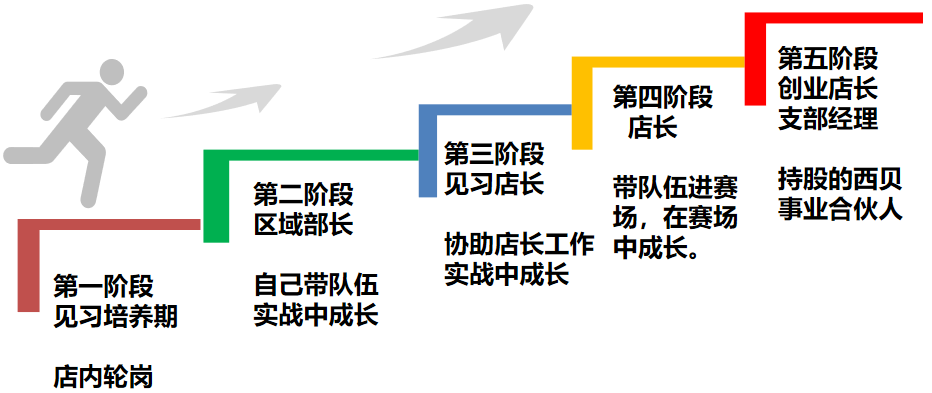 第一阶段
见习培养期
店内轮岗
第二阶段
区域部长
自己带队伍
实战中成长
第三阶段
见习店长
协助店长工作
实战中成长
第四阶段
店长
带队伍进赛
场，在赛场
中成长。
第五阶段
创业店长
支部经理
持股的西贝
事业合伙人